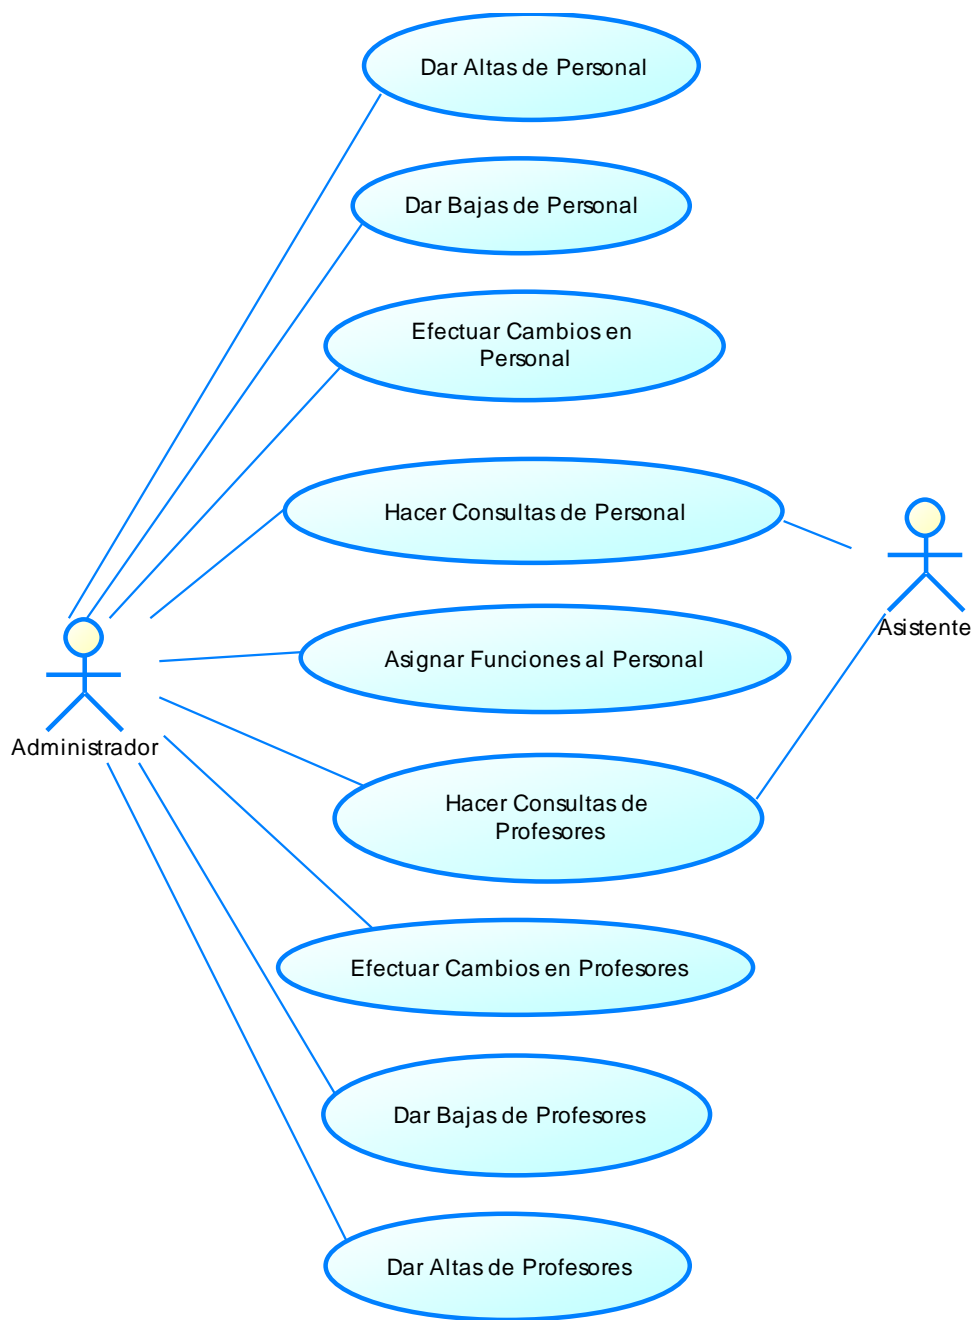 Dar Altas de Personal
Dar Bajas de Personal
Efectuar Cambios en
Personal
Hacer Consultas de Personal
Asistente
Asignar Funciones al Personal
Administrador
Hacer Consultas de
Profesores
Efectuar Cambios en Profesores
Dar Bajas de Profesores
Dar Altas de Profesores